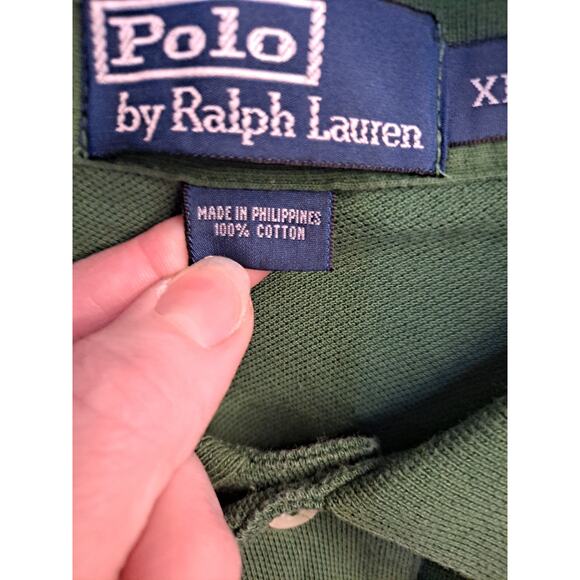 Polo
by Ralph Lauren
MADE IN PHILIPPINES
100% COTTON